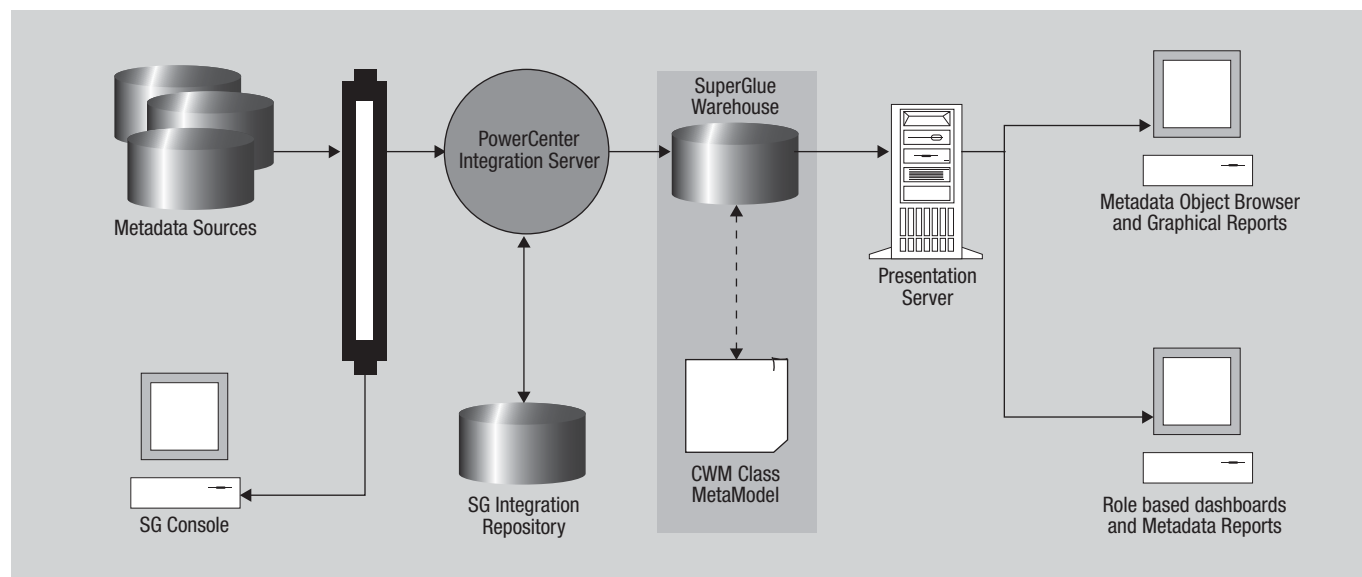 Metadata Sources
PowerCenter
Integration Server
SuperGlue
Warehouse
Presentation
Server
Metadata Object Browser
and Graphical Reports
SG Console
SG Integration
Repository
CWM Class
MetaModel
Role based dashboards
and Metadata Reports